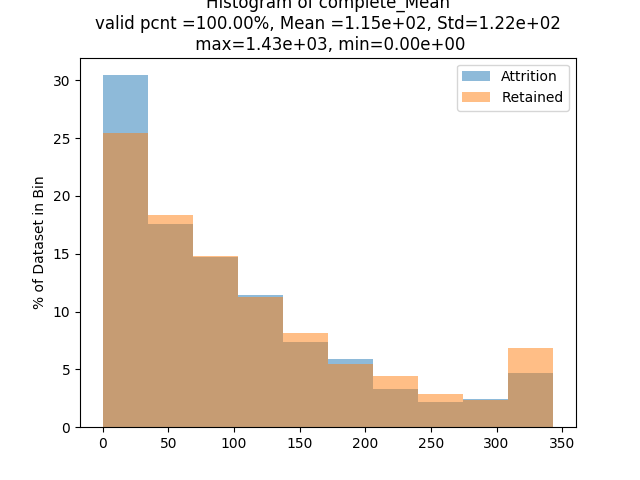 Histogram of complete_Mean
valid pcnt =100.00%, Mean =1.15e+02, Std=1.22e+02
max=1.43e+03, min=0.00e+00
Attrition
Retained
% of Dataset in Bin
30
25
20
15
10
5
0
0 50 100 150 200 250 300 350